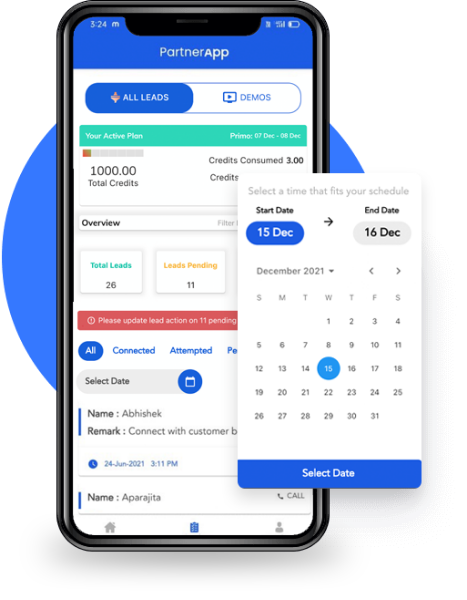 3:24 m
PartnerApp
ALL LEADS
DEMOS
Your Active Plan
Primo: 07 Dec - 08 Dec
1000.00
Total Credits
Credits Consumed 3.00
Credits
Overview
Filter
Total Leads
26
Leads Pending
11
Please update lead action on 11 pending
All
Connected
Attempted
Pe
Select Date
Name : Abhishek
Remark : Connect with customer b
24-Jun-2021 3:11 PM
Name : Aparajita
CALL
Select a time that fits your schedule
Start Date
End Date
15 Dec
16 Dec
December 2021
S M T W T F S
1 2 3 4
5 6 7 8 9 10 11
12 13 14 15 16 17 18
19 20 21 22 23 24 25
26 27 28 29 30 31
Select Date